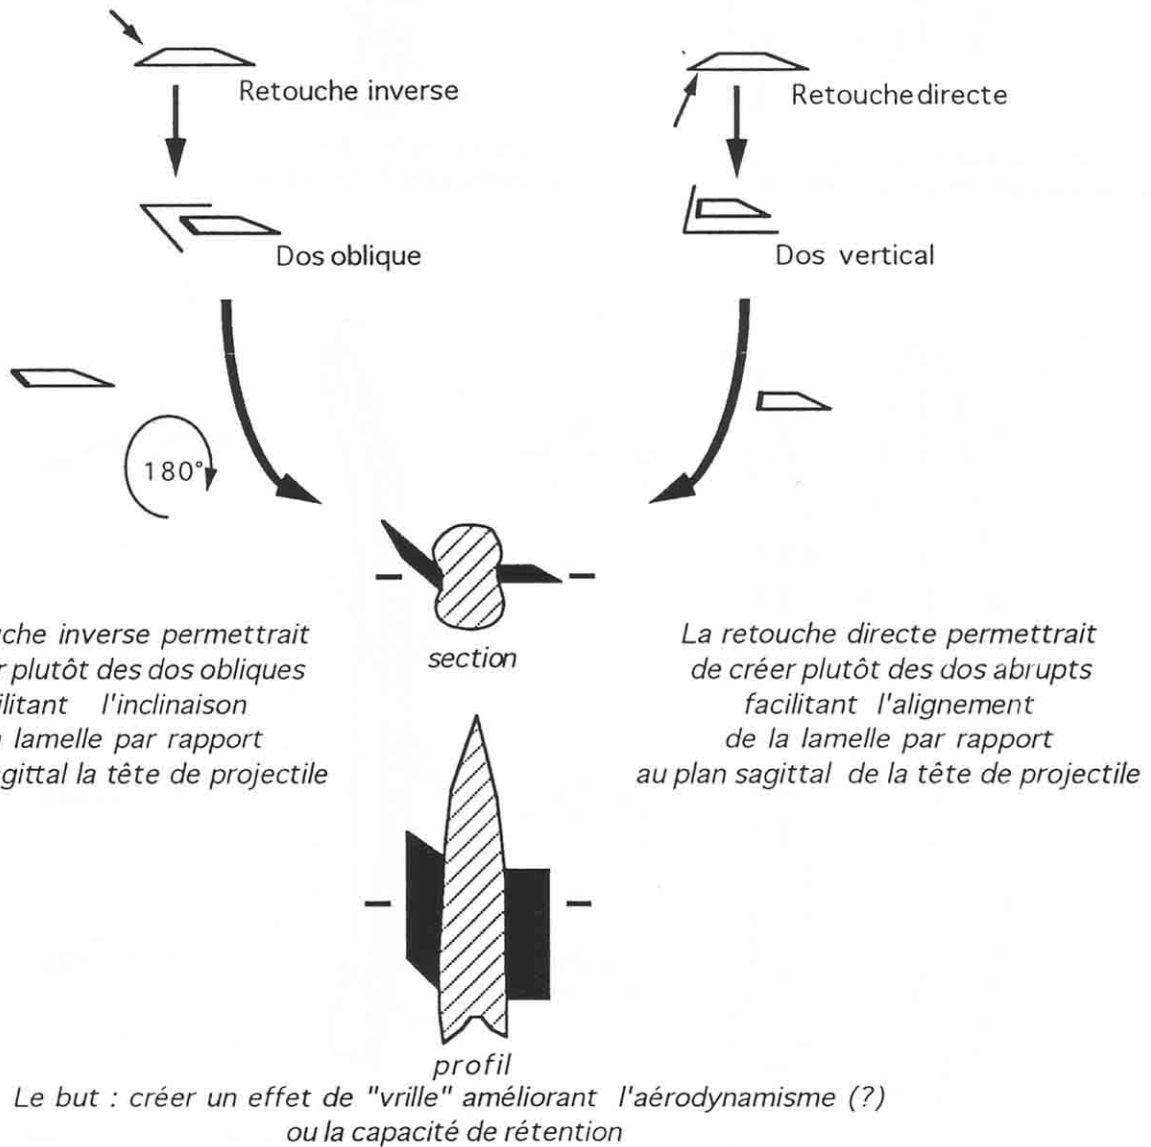 Retouche inverse
Retouche directe
Dos oblique
Dos vertical
180°
section
inverse permettrait
plutôt des dos obliques
l'inclinaison
lamelle par rapport
la tête de projectile
La retouche directe permettrait
de créer plutôt des dos abrupts
facilitant l'alignement
de la lamelle par rapport
au plan sagittal de la tête de projectile
profil
Le but : créer un effet de "vrille" améliorant l'aérodynamisme (?)
ou la capacité de rétention